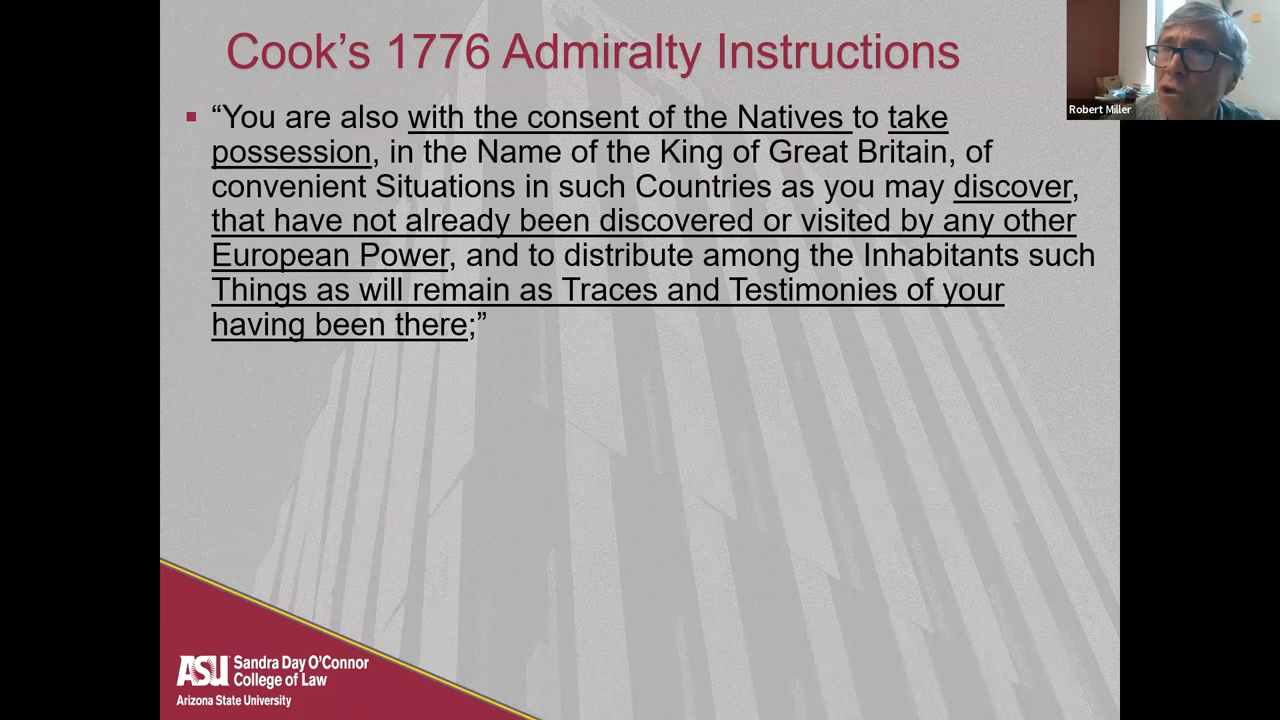 Cook’s 1776 Admiralty Instructions
Robert Miller
▪ “You are also with the consent of the Natives to take
possession, in the Name of the King of Great Britain, of
convenient Situations in such Countries as you may discover,
that have not already been discovered or visited by any other
European Power, and to distribute among the Inhabitants such
Things as will remain as Traces and Testimonies of your
having been there;”
ASU Sandra Day O’Connor
College of Law
Arizona State University